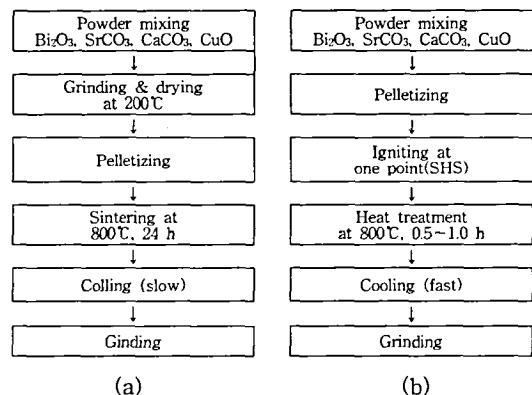 Powder mixing
Bi₂O₃, SrCO₃, CaCO₃, CuO
↓
Grinding & drying
at 200℃
↓
Pelletizing
↓
Sintering at
800℃, 24 h
↓
Colling (slow)
↓
Ginding
(a)
Powder mixing
Bi₂O₃, SrCO₃, CaCO₃, CuO
↓
Pelletizing
↓
Igniting at
one point(SHS)
↓
Heat treatment
at 800℃, 0.5~1.0 h
↓
Cooling (fast)
↓
Grinding
(b)